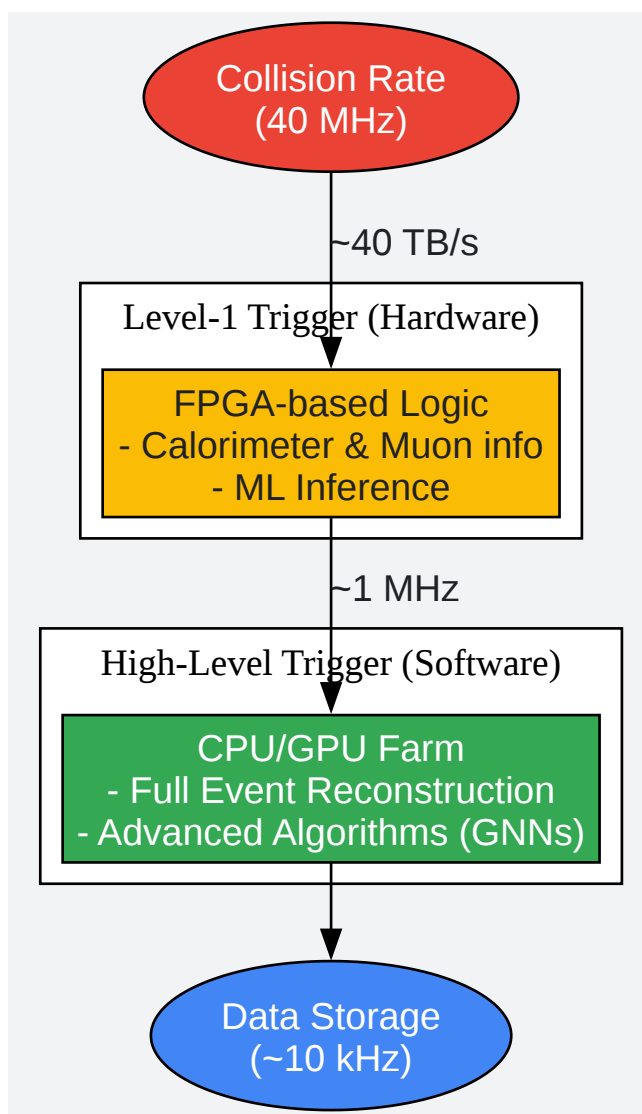 Collision Rate
(40 MHz)
~40 TB/s
Level-1 Trigger (Hardware)
FPGA-based Logic
- Calorimeter & Muon info
- ML Inference
~1 MHz
High-Level Trigger (Software)
CPU/GPU Farm
- Full Event Reconstruction
- Advanced Algorithms (GNNs)
Data Storage
(~10 kHz)